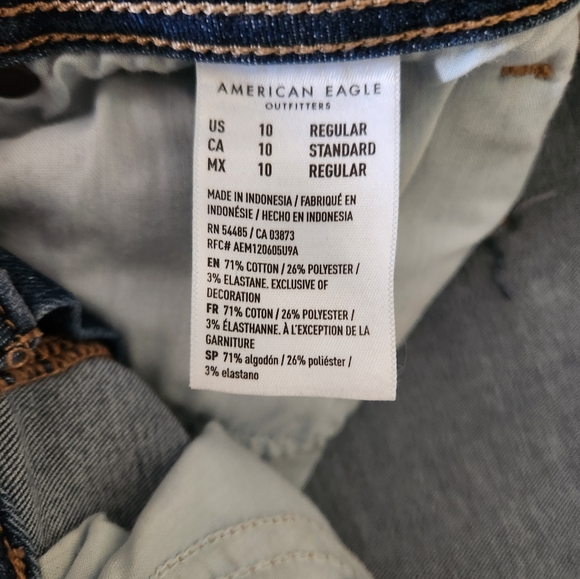 AMERICAN EAGLE
OUTFITTERS
US 10 REGULAR
CA 10 STANDARD
MX 10 REGULAR
MADE IN INDONESIA / FABRIQUÉ EN
INDONÉSIE / HECHO EN INDONESIA
RN 54485 / CA 03873
RFC# AEM120605U9A
EN 71% COTTON / 26% POLYESTER /
3% ELASTANE. EXCLUSIVE OF
DECORATION
FR 71% COTON / 26% POLYESTER /
3% ÉLASTHANNE. À L'EXCEPTION DE LA
GARNITURE
SP 71% algodón / 26% poliéster /
3% elastano